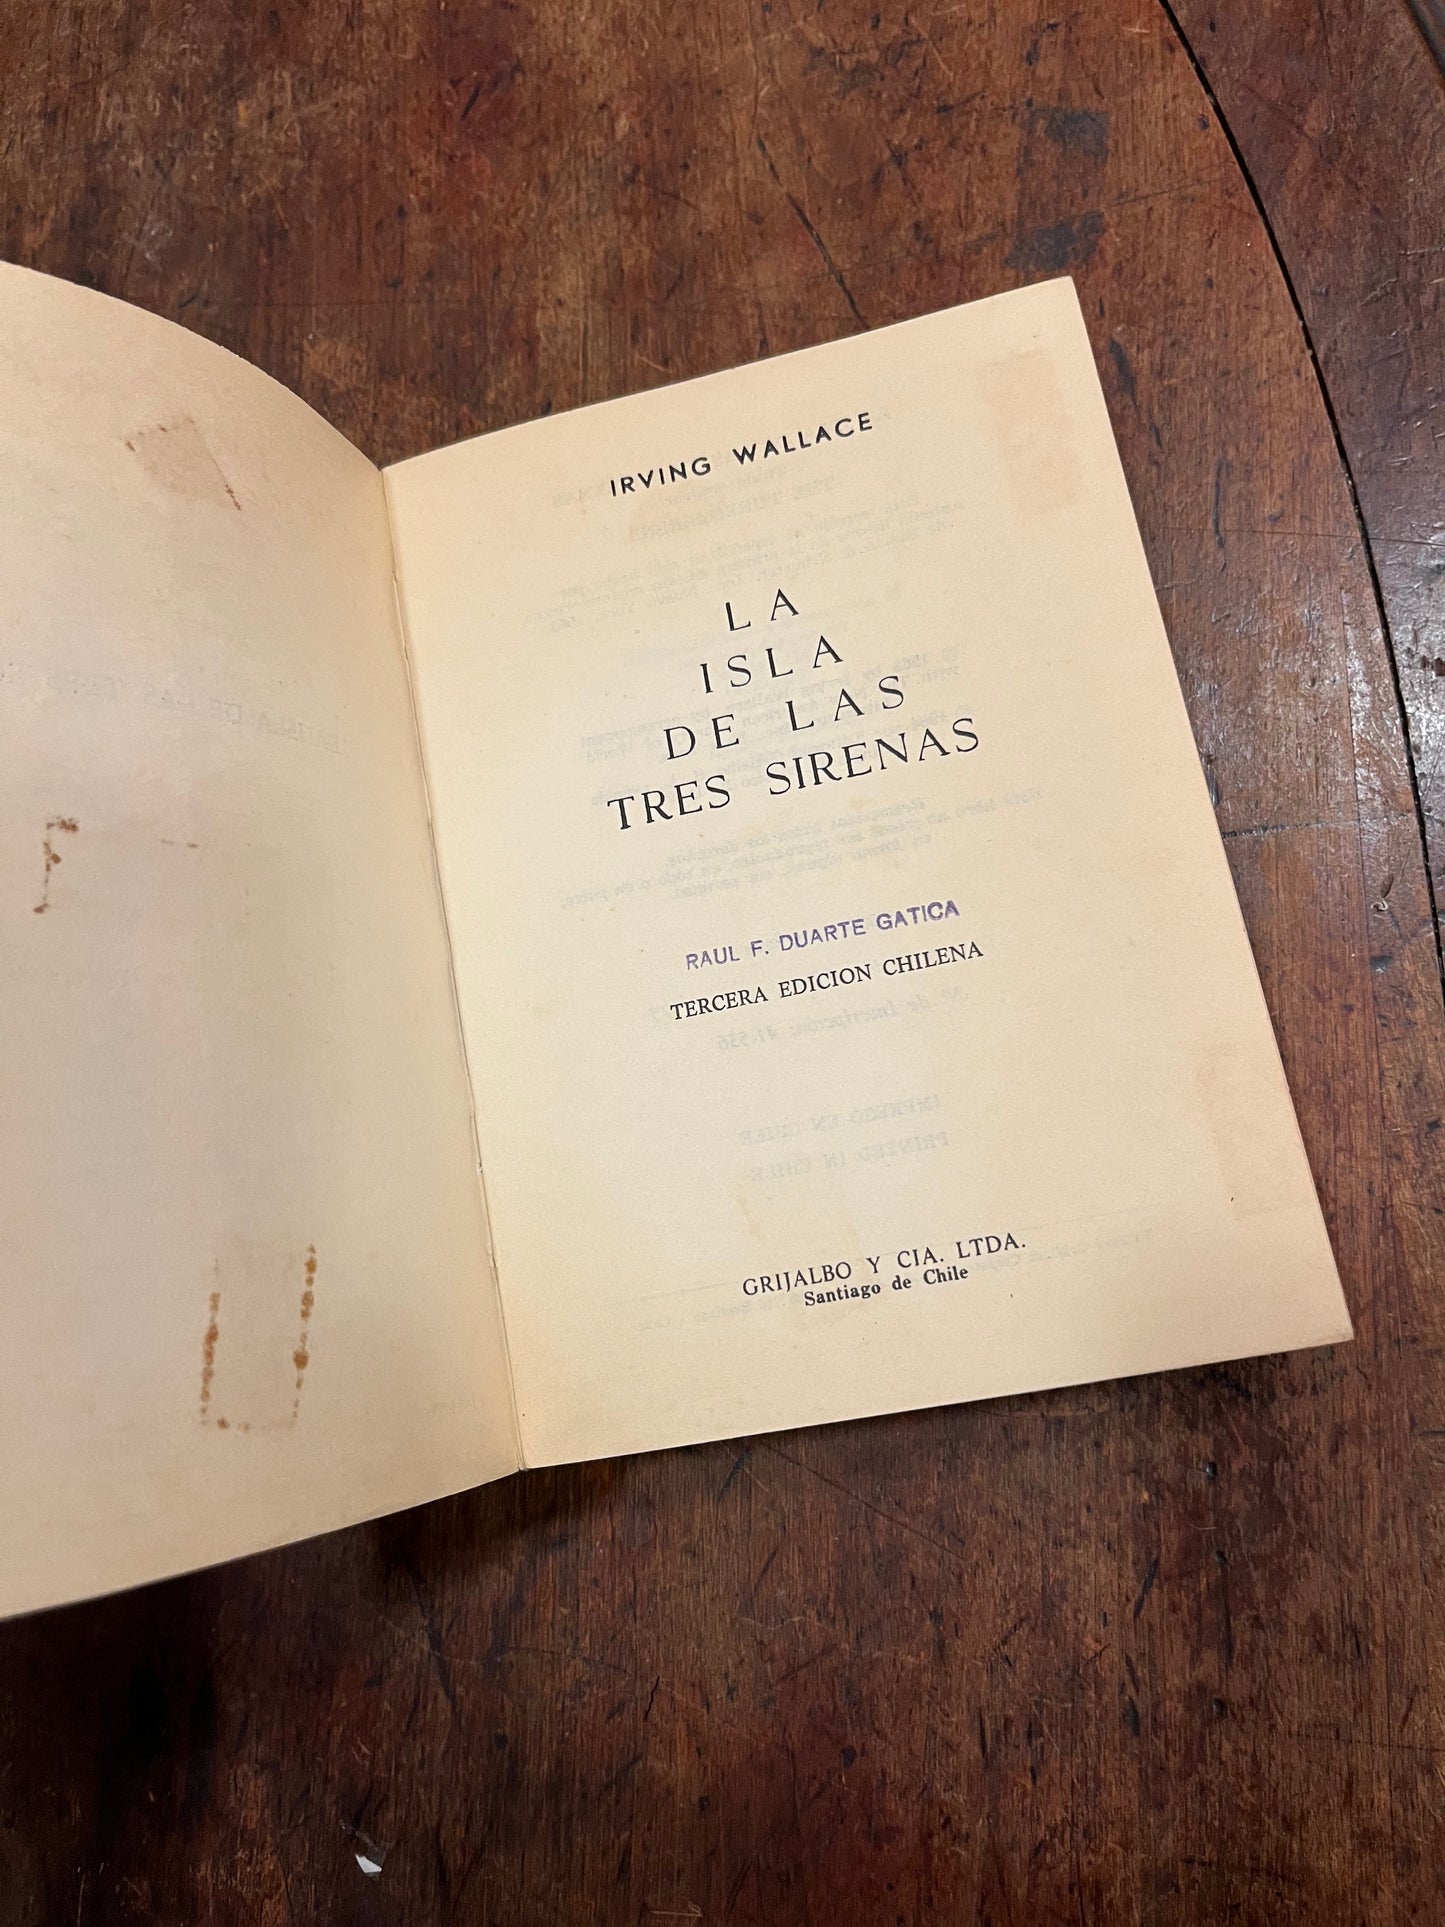 IRVING WALLACE
LA
ISLA
DE LAS
TRES SIRENAS
RAUL F. DUARTE GATICA
TERCERA EDICION CHILENA
GRIJALBO Y CIA. LTDA.
Santiago de Chile